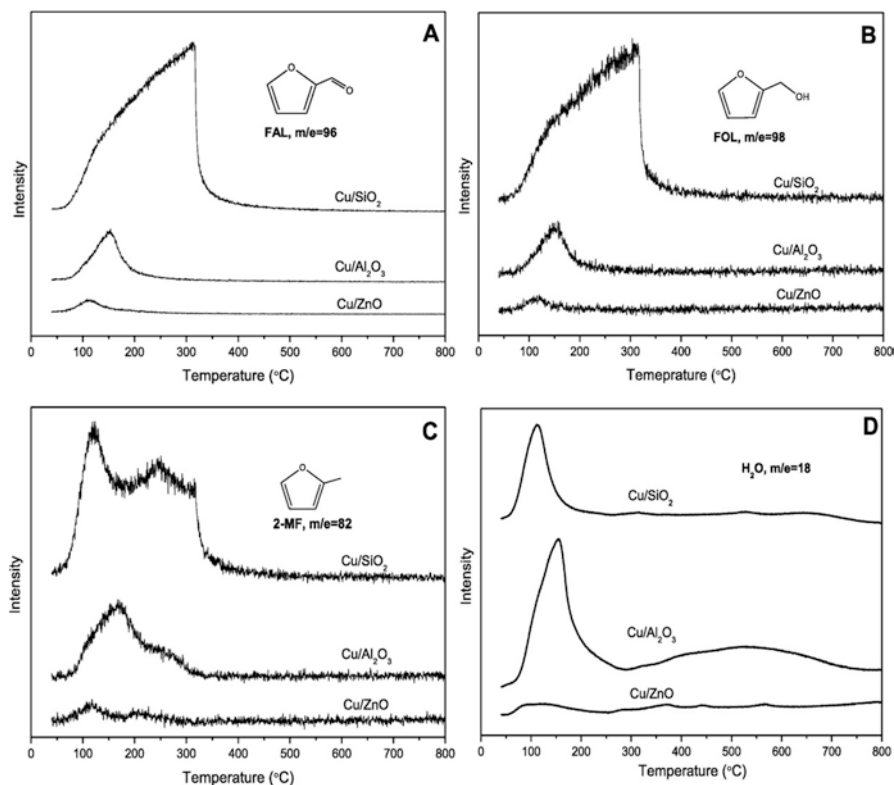 A
O
O
FAL, m/e=96
Cu/SiO2
Cu/Al2O3
Cu/ZnO
Intensity
0 100 200 300 400 500 600 700 800
Temperature (°C)
B
O
OH
FOL, m/e=98
Cu/SiO2
Cu/Al2O3
Cu/ZnO
Intensity
0 100 200 300 400 500 600 700 800
Temeprature (°C)
C
O
2-MF, m/e=82
Cu/SiO2
Cu/Al2O3
Cu/ZnO
Intensity
0 100 200 300 400 500 600 700 800
Temperature (°C)
D
H2O, m/e=18
Cu/SiO2
Cu/Al2O3
Cu/ZnO
Intensity
0 100 200 300 400 500 600 700 800
Temperature (°C)